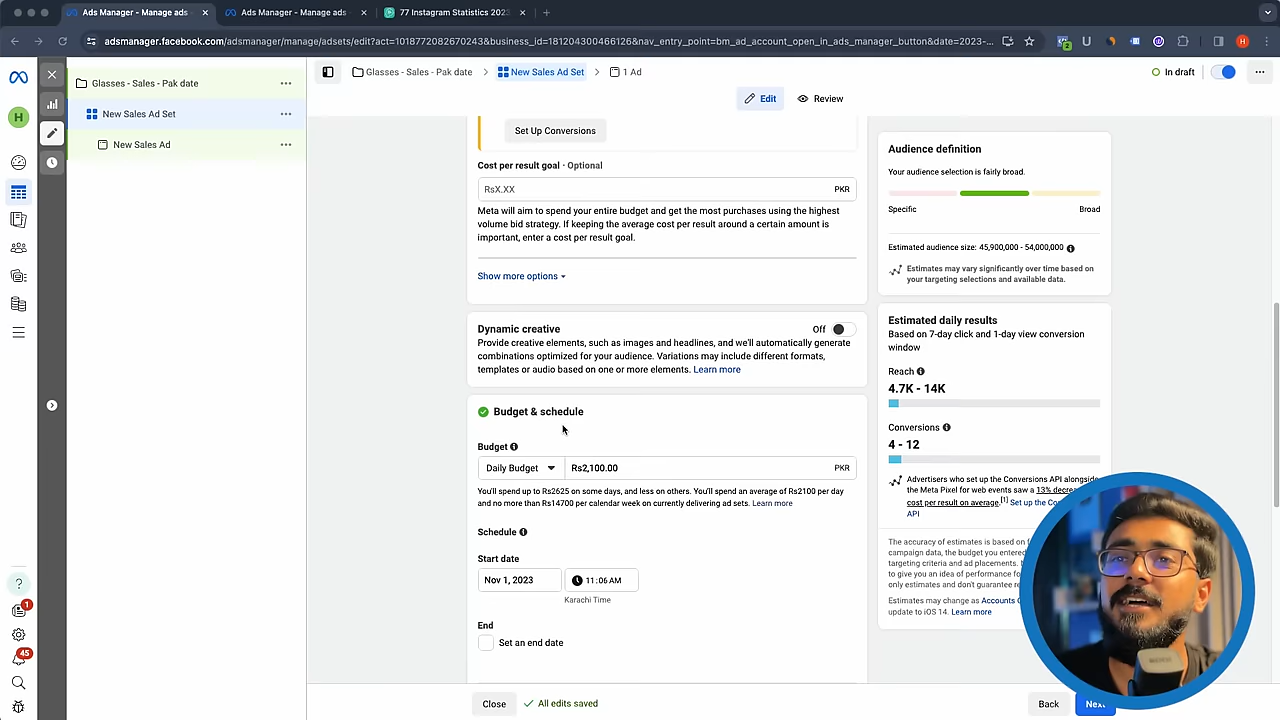 Ads Manager - Manage ads
Ads Manager - Manage ads
77 Instagram Statistics 2023
adsmanager.facebook.com/adsmanager/manage/adsets/edit?act=1018772082670243&business_id=181204300466126&nav_entry_point=bm_ad_account_open_in_ads_manager_button&date=2023-...
2
H
H
Glasses - Sales - Pak date
New Sales Ad Set
New Sales Ad
Glasses - Sales - Pak date
New Sales Ad Set
1 Ad
In draft
Edit
Review
Set Up Conversions
Cost per result goal · Optional
RsX.XX
PKR
Meta will aim to spend your entire budget and get the most purchases using the highest
volume bid strategy. If keeping the average cost per result around a certain amount is
important, enter a cost per result goal.
Show more options
Dynamic creative
Off
Provide creative elements, such as images and headlines, and we'll automatically generate
combinations optimized for your audience. Variations may include different formats,
templates or audio based on one or more elements. Learn more
Budget & schedule
Budget
Daily Budget
Rs2,100.00
PKR
You'll spend up to Rs2625 on some days, and less on others. You'll spend an average of Rs2100 per day
and no more than Rs14700 per calendar week on currently delivering ad sets. Learn more
Schedule
Start date
Nov 1, 2023
11:06 AM
Karachi Time
End
Set an end date
Close
All edits saved
Back
Next
Audience definition
Your audience selection is fairly broad.
Specific
Broad
Estimated audience size: 45,900,000 - 54,000,000
Estimates may vary significantly over time based on
your targeting selections and available data.
Estimated daily results
Based on 7-day click and 1-day view conversion
window
Reach
4.7K - 14K
Conversions
4 - 12
Advertisers who set up the Conversions API alongside
the Meta Pixel for web events saw a 13% decrea
cost per result on average.[1] Set up the Con
API
The accuracy of estimates is based on f
campaign data, the budget you entered
targeting criteria and ad placements.
to give you an idea of performance fo
only estimates and don't guarantee
Estimates may change as Accounts C
update to iOS 14. Learn more
?
1
45